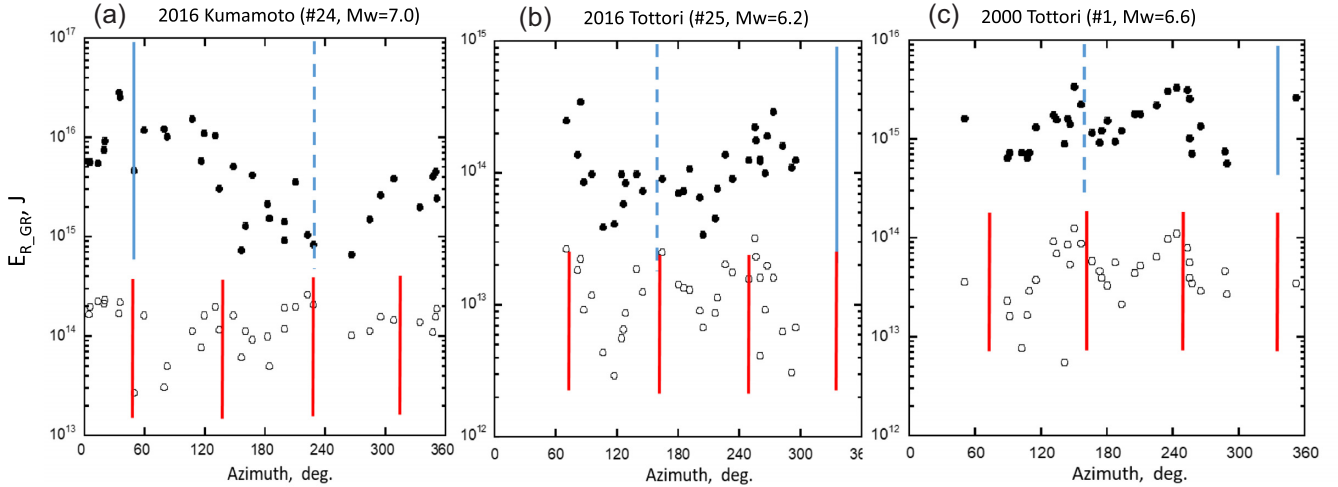 (a) 2016 Kumamoto (#24, Mw=7.0)
(b) 2016 Tottori (#25, Mw=6.2)
(c) 2000 Tottori (#1, Mw=6.6)
E_{R_GR}, J
10^17
10^16
10^15
10^14
10^13
0 60 120 180 240 300 360
Azimuth, deg.
10^15
10^14
10^13
10^12
0 60 120 180 240 300 36
Azimuth, deg.
10^16
10^15
10^14
10^13
10^12
0 60 120 180 240 300 360
Azimuth, deg.